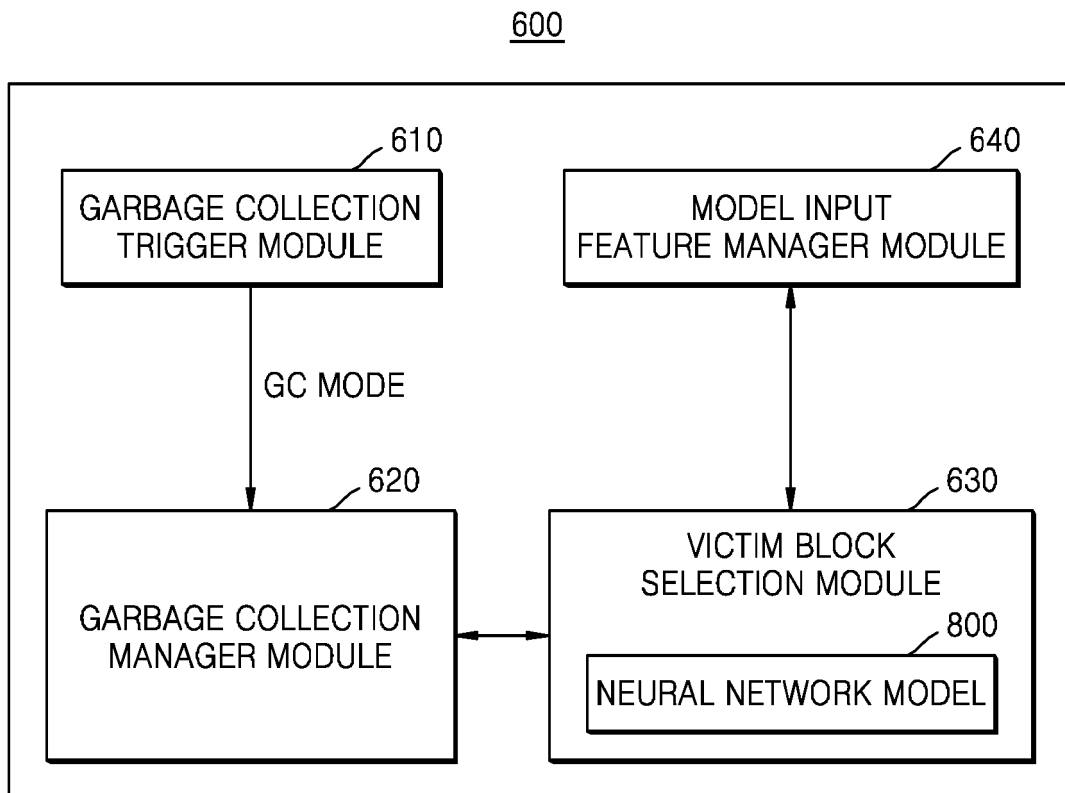 600
610
GARBAGE COLLECTION
TRIGGER MODULE
640
MODEL INPUT
FEATURE MANAGER MODULE
GC MODE
620
GARBAGE COLLECTION
MANAGER MODULE
630
VICTIM BLOCK
SELECTION MODULE
800
NEURAL NETWORK MODEL